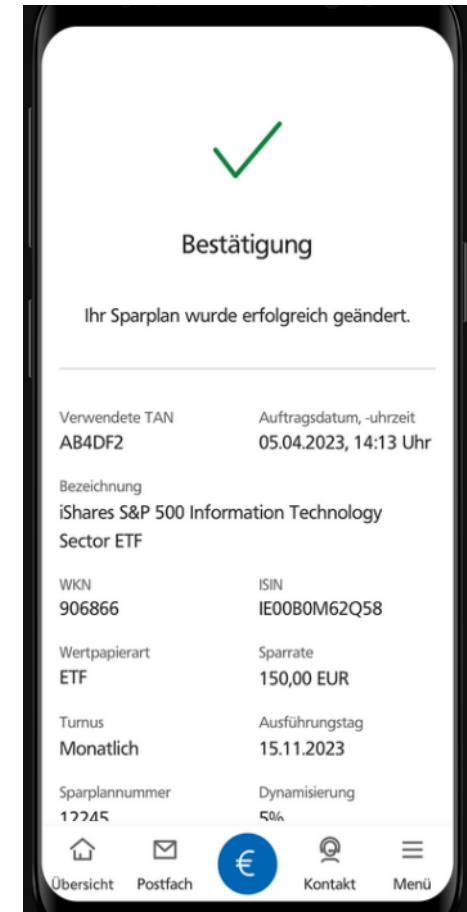 Bestätigung
Ihr Sparplan wurde erfolgreich geändert.
Verwendete TAN Auftragsdatum, -uhrzeit
AB4DF2 05.04.2023, 14:13 Uhr
Bezeichnung
iShares S&P 500 Information Technology
Sector ETF
WKN ISIN
906866 IE00B0M62Q58
Wertpapierart Sparrate
ETF 150,00 EUR
Turnus Ausführungstag
Monatlich 15.11.2023
Sparplannummer Dynamisierung
12245 5%
€
Übersicht Postfach Kontakt Menü